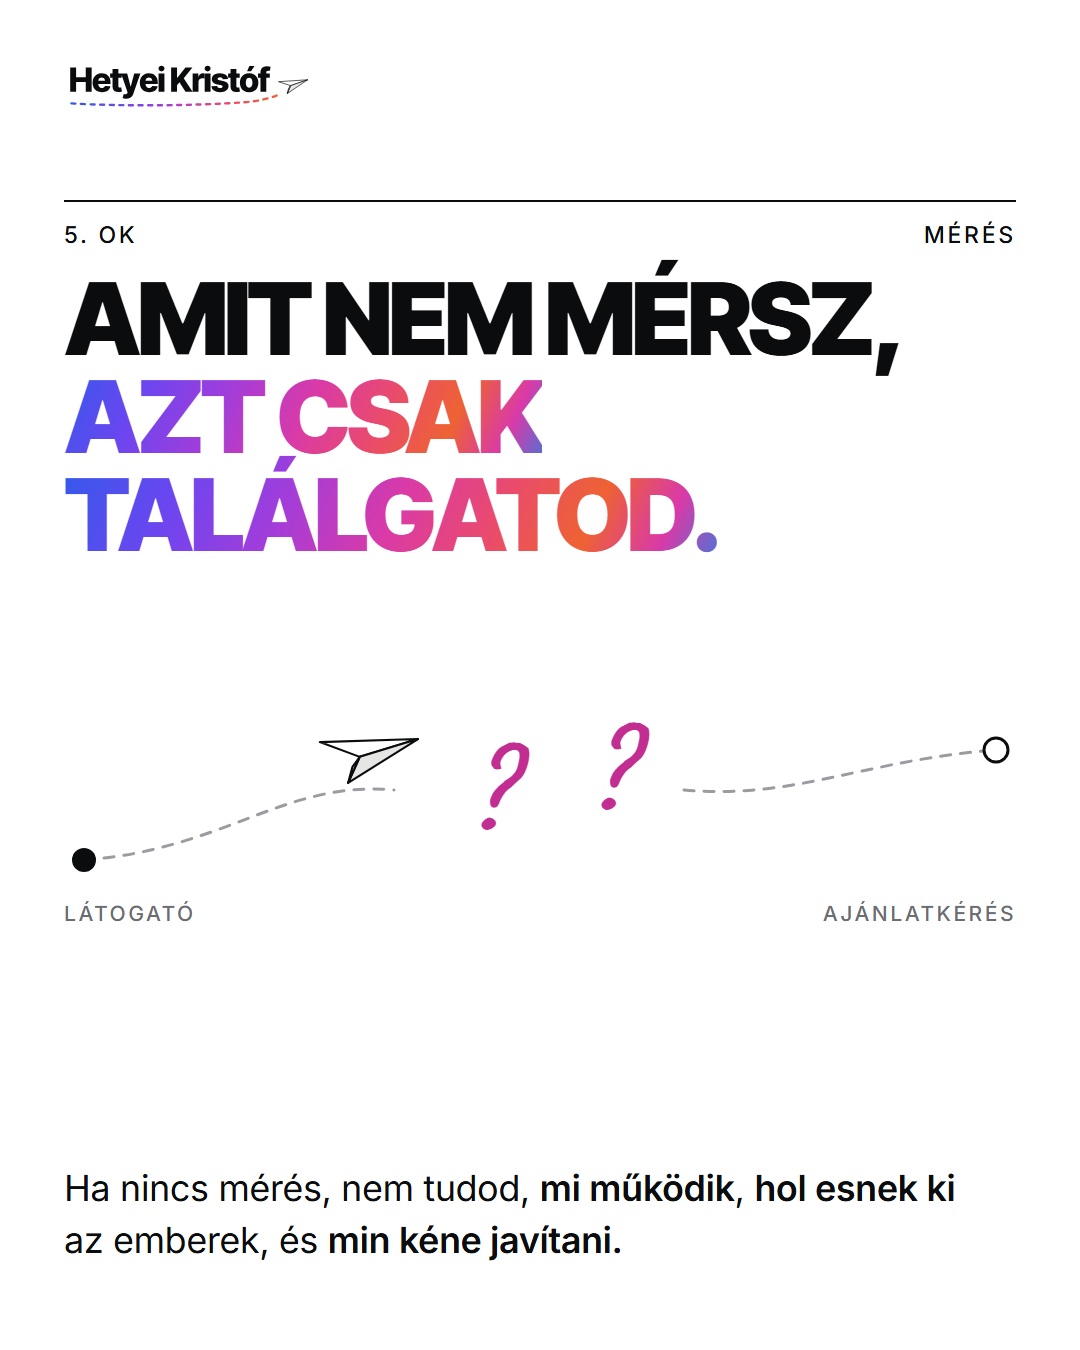 Hetyei Kristóf
5. OK
MÉRÉS
AMIT NEM MÉRSZ,
AZT CSAK
TALÁLGATOD.
? ?
LÁTOGATÓ
AJÁNLATKÉRÉS
Ha nincs mérés, nem tudod, mi működik, hol esnek ki
az emberek, és min kéne javítani.